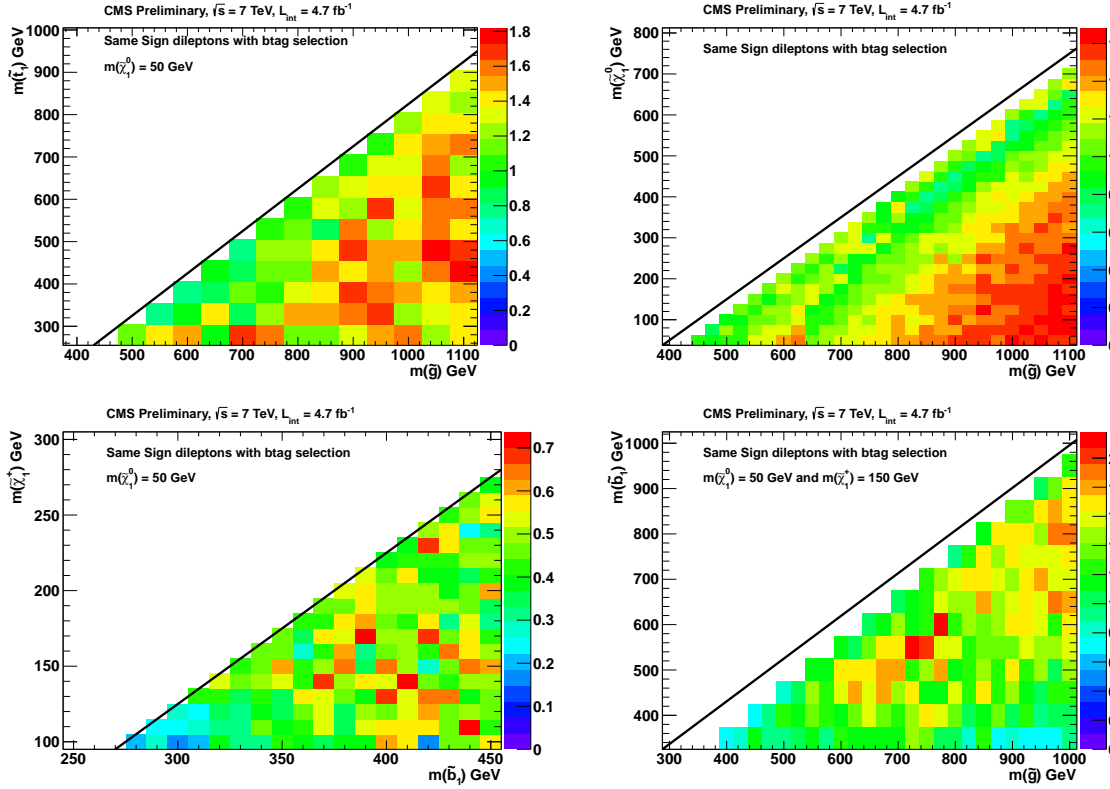 CMS Preliminary, √s = 7 TeV, L_int = 4.7 fb⁻¹
Same Sign dileptons with btag selection
m(χ̃₁⁰) = 50 GeV
m(t̃₁) GeV
1000
900
800
700
600
500
400
300
400 500 600 700 800 900 1000 1100
m(g̃) GeV
1.8
1.6
1.4
1.2
1
0.8
0.6
0.4
0.2
0
CMS Preliminary, √s = 7 TeV, L_int = 4.7 fb⁻¹
Same Sign dileptons with btag selection
m(χ̃₁⁰) GeV
800
700
600
500
400
300
200
100
400 500 600 700 800 900 1000 1100
m(g̃) GeV
CMS Preliminary, √s = 7 TeV, L_int = 4.7 fb⁻¹
Same Sign dileptons with btag selection
m(χ̃₁⁰) = 50 GeV
m(χ̃₁⁺) GeV
300
250
200
150
100
250 300 350 400 450
m(b̃₁) GeV
0.7
0.6
0.5
0.4
0.3
0.2
0.1
0
CMS Preliminary, √s = 7 TeV, L_int = 4.7 fb⁻¹
Same Sign dileptons with btag selection
m(χ̃₁⁰) = 50 GeV and m(χ̃₁⁺) = 150 GeV
m(b̃₁) GeV
1000
900
800
700
600
500
400
300 400 500 600 700 800 900 1000
m(g̃) GeV